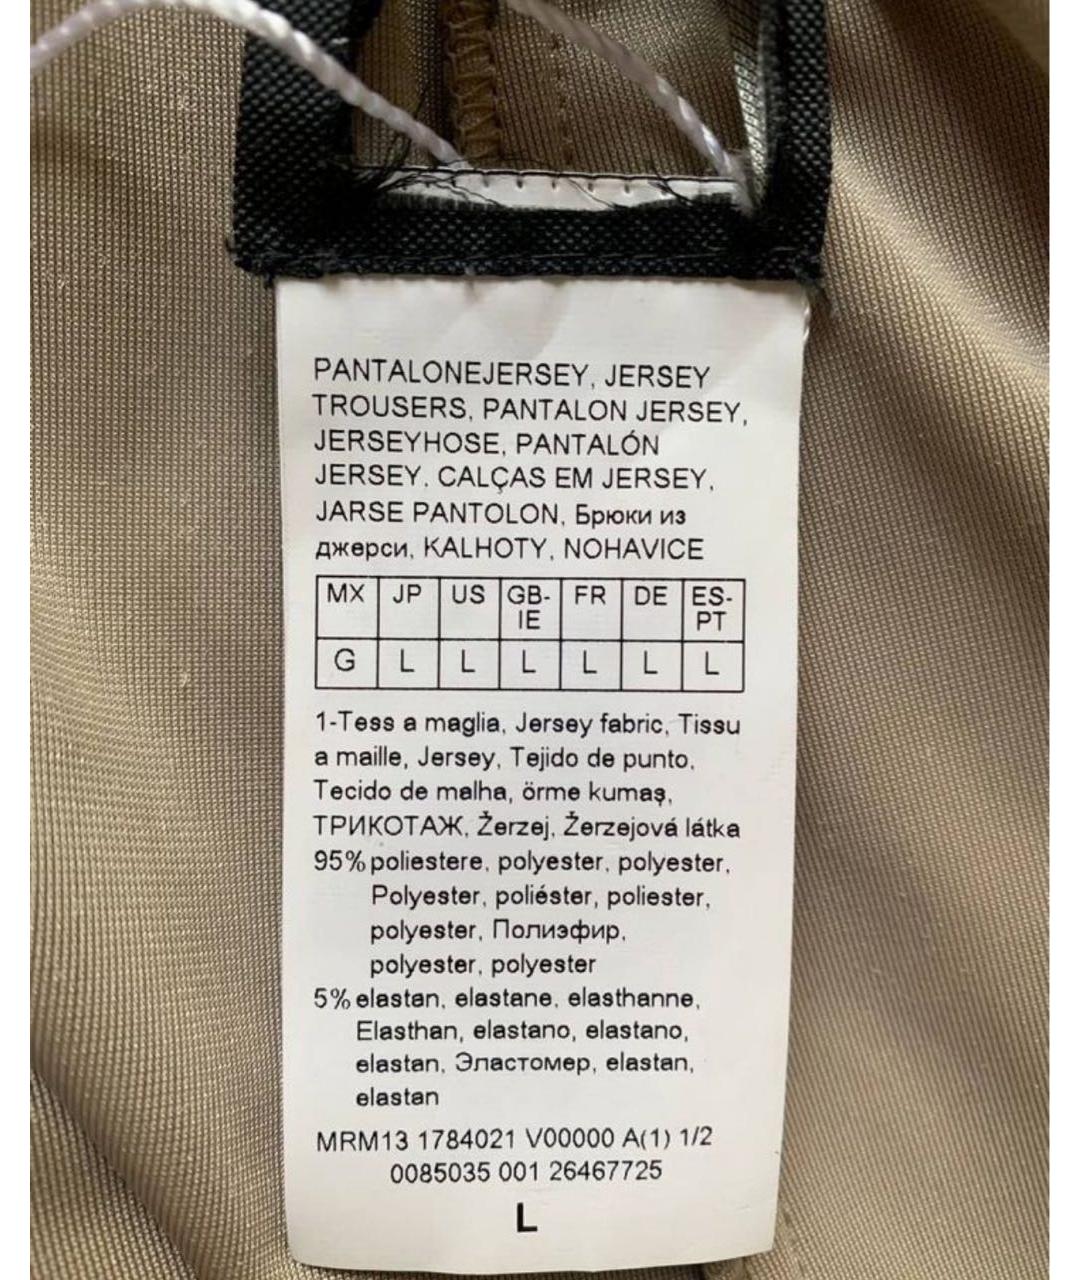 PANTALONEJERSEY, JERSEY
TROUSERS, PANTALON JERSEY,
JERSEYHOSE, PANTALÓN
JERSEY, CALÇAS EM JERSEY,
JARSE PANTOLON, Брюки из
джерси, KALHOTY, NOHAVICE
MX JP US GB-IE FR DE ES-PT
G L L L L L L
1-Tess a maglia, Jersey fabric, Tissu
a maille, Jersey, Tejido de punto,
Tecido de malha, örme kumaş,
ТРИКОТАЖ, Žerzej, Žerzejová látka
95% poliestere, polyester, polyester,
Polyester, poliéster, poliester,
polyester, Полиэфир,
polyester, polyester
5% elastan, elastane, elasthanne,
Elasthan, elastano, elastano,
elastan, Эластомер, elastan,
elastan
MRM13 1784021 V00000 A(1) 1/2
0085035 001 26467725
L